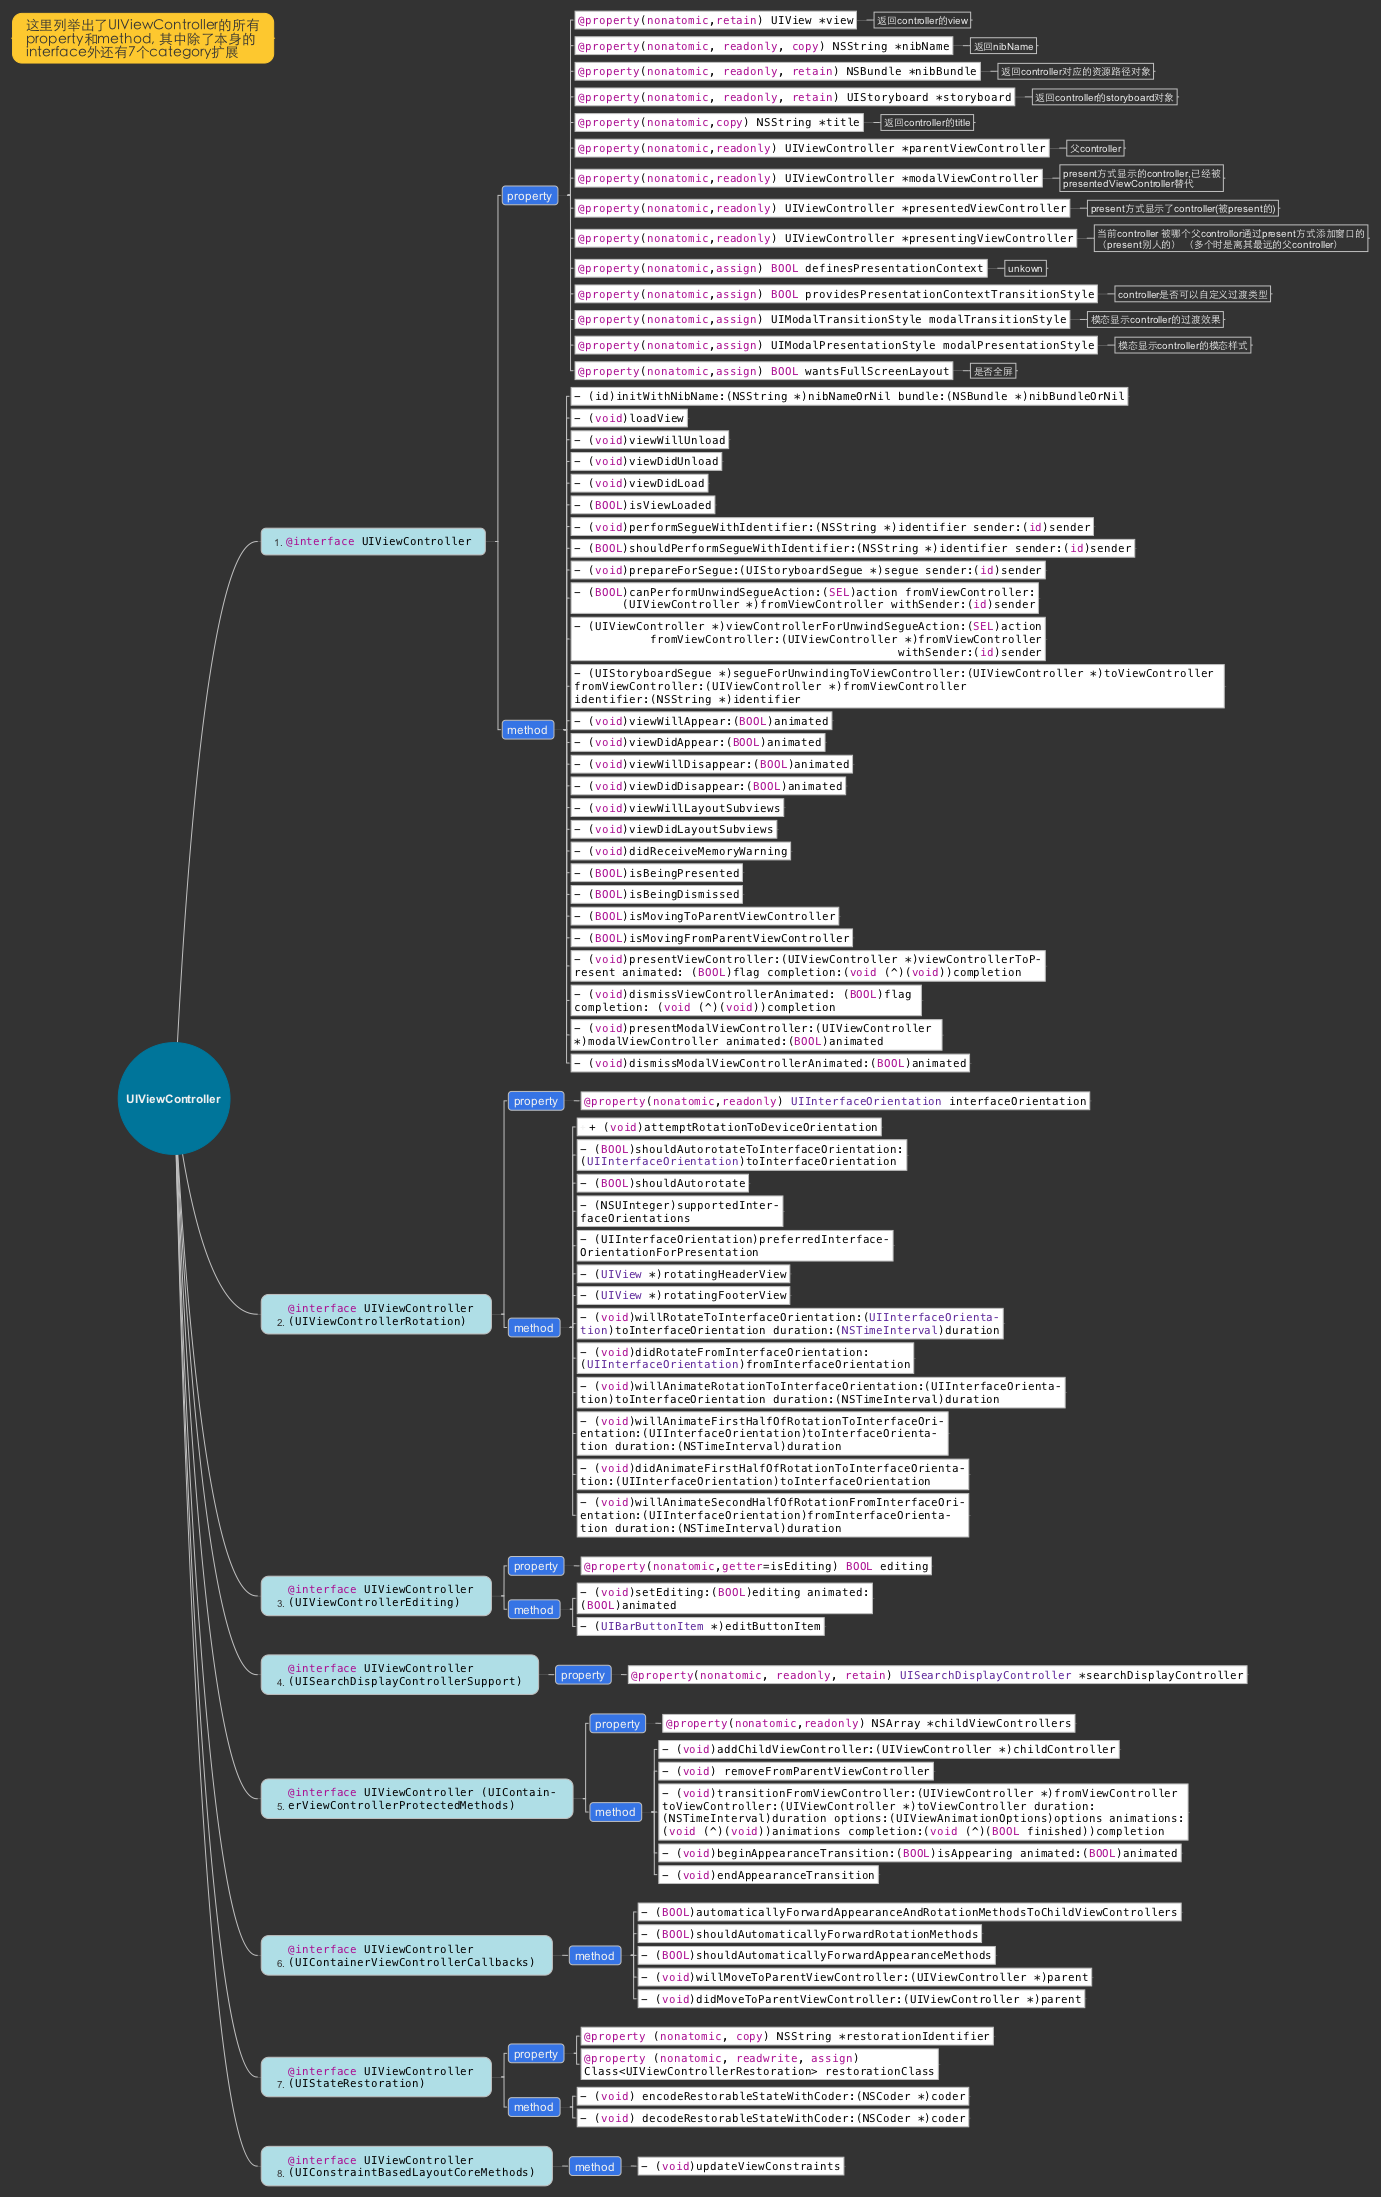 这里列举出了UIViewController的所有
property和method, 其中除了本身的
interface外还有7个category扩展
UIViewController
1. @interface UIViewController
property
@property(nonatomic,retain) UIView *view
返回controller的view
@property(nonatomic, readonly, copy) NSString *nibName
返回nibName
@property(nonatomic, readonly, retain) NSBundle *nibBundle
返回controller对应的资源路径对象
@property(nonatomic, readonly, retain) UIStoryboard *storyboard
返回controller的storyboard对象
@property(nonatomic,copy) NSString *title
返回controller的title
@property(nonatomic,readonly) UIViewController *parentViewController
父controller
@property(nonatomic,readonly) UIViewController *modalViewController
present方式显示的controller,已经被
presentedViewController替代
@property(nonatomic,readonly) UIViewController *presentedViewController
present方式显示了controller(被present的)
@property(nonatomic,readonly) UIViewController *presentingViewController
当前controller 被哪个父controllor通过present方式添加窗口的
（present别人的） （多个时是离其最远的父controller）
@property(nonatomic,assign) BOOL definesPresentationContext
unkown
@property(nonatomic,assign) BOOL providesPresentationContextTransitionStyle
controller是否可以自定义过渡类型
@property(nonatomic,assign) UIModalTransitionStyle modalTransitionStyle
模态显示controller的过渡效果
@property(nonatomic,assign) UIModalPresentationStyle modalPresentationStyle
模态显示controller的模态样式
@property(nonatomic,assign) BOOL wantsFullScreenLayout
是否全屏
method
– (id)initWithNibName:(NSString *)nibNameOrNil bundle:(NSBundle *)nibBundleOrNil
– (void)loadView
– (void)viewWillUnload
– (void)viewDidUnload
– (void)viewDidLoad
– (BOOL)isViewLoaded
– (void)performSegueWithIdentifier:(NSString *)identifier sender:(id)sender
– (BOOL)shouldPerformSegueWithIdentifier:(NSString *)identifier sender:(id)sender
– (void)prepareForSegue:(UIStoryboardSegue *)segue sender:(id)sender
– (BOOL)canPerformUnwindSegueAction:(SEL)action fromViewController:
(UIViewController *)fromViewController withSender:(id)sender
– (UIViewController *)viewControllerForUnwindSegueAction:(SEL)action
fromViewController:(UIViewController *)fromViewController
withSender:(id)sender
– (UIStoryboardSegue *)segueForUnwindingToViewController:(UIViewController *)toViewController
fromViewController:(UIViewController *)fromViewController
identifier:(NSString *)identifier
– (void)viewWillAppear:(BOOL)animated
– (void)viewDidAppear:(BOOL)animated
– (void)viewWillDisappear:(BOOL)animated
– (void)viewDidDisappear:(BOOL)animated
– (void)viewWillLayoutSubviews
– (void)viewDidLayoutSubviews
– (void)didReceiveMemoryWarning
– (BOOL)isBeingPresented
– (BOOL)isBeingDismissed
– (BOOL)isMovingToParentViewController
– (BOOL)isMovingFromParentViewController
– (void)presentViewController:(UIViewController *)viewControllerToP-
resent animated: (BOOL)flag completion:(void (^)(void))completion
– (void)dismissViewControllerAnimated: (BOOL)flag
completion: (void (^)(void))completion
– (void)presentModalViewController:(UIViewController
*)modalViewController animated:(BOOL)animated
– (void)dismissModalViewControllerAnimated:(BOOL)animated
@interface UIViewController
2. (UIViewControllerRotation)
property
@property(nonatomic,readonly) UIInterfaceOrientation interfaceOrientation
method
+ (void)attemptRotationToDeviceOrientation
– (BOOL)shouldAutorotateToInterfaceOrientation:
(UIInterfaceOrientation)toInterfaceOrientation
– (BOOL)shouldAutorotate
– (NSUInteger)supportedInter-
faceOrientations
– (UIInterfaceOrientation)preferredInterface-
OrientationForPresentation
– (UIView *)rotatingHeaderView
– (UIView *)rotatingFooterView
– (void)willRotateToInterfaceOrientation:(UIInterfaceOrienta-
tion)toInterfaceOrientation duration:(NSTimeInterval)duration
– (void)didRotateFromInterfaceOrientation:
(UIInterfaceOrientation)fromInterfaceOrientation
– (void)willAnimateRotationToInterfaceOrientation:(UIInterfaceOrienta-
tion)toInterfaceOrientation duration:(NSTimeInterval)duration
– (void)willAnimateFirstHalfOfRotationToInterfaceOri-
entation:(UIInterfaceOrientation)toInterfaceOrienta-
tion duration:(NSTimeInterval)duration
– (void)didAnimateFirstHalfOfRotationToInterfaceOrienta-
tion:(UIInterfaceOrientation)toInterfaceOrientation
– (void)willAnimateSecondHalfOfRotationFromInterfaceOri-
entation:(UIInterfaceOrientation)fromInterfaceOrienta-
tion duration:(NSTimeInterval)duration
@interface UIViewController
3. (UIViewControllerEditing)
property
@property(nonatomic,getter=isEditing) BOOL editing
method
– (void)setEditing:(BOOL)editing animated:
(BOOL)animated
– (UIBarButtonItem *)editButtonItem
@interface UIViewController
4. (UISearchDisplayControllerSupport)
property
@property(nonatomic, readonly, retain) UISearchDisplayController *searchDisplayController
@interface UIViewController (UIContain-
5. erViewControllerProtectedMethods)
property
@property(nonatomic,readonly) NSArray *childViewControllers
method
– (void)addChildViewController:(UIViewController *)childController
– (void) removeFromParentViewController
– (void)transitionFromViewController:(UIViewController *)fromViewController
toViewController:(UIViewController *)toViewController duration:
(NSTimeInterval)duration options:(UIViewAnimationOptions)options animations:
(void (^)(void))animations completion:(void (^)(BOOL finished))completion
– (void)beginAppearanceTransition:(BOOL)isAppearing animated:(BOOL)animated
– (void)endAppearanceTransition
@interface UIViewController
6. (UIContainerViewControllerCallbacks)
method
– (BOOL)automaticallyForwardAppearanceAndRotationMethodsToChildViewControllers
– (BOOL)shouldAutomaticallyForwardRotationMethods
– (BOOL)shouldAutomaticallyForwardAppearanceMethods
– (void)willMoveToParentViewController:(UIViewController *)parent
– (void)didMoveToParentViewController:(UIViewController *)parent
@interface UIViewController
7. (UIStateRestoration)
property
@property (nonatomic, copy) NSString *restorationIdentifier
@property (nonatomic, readwrite, assign)
Class<UIViewControllerRestoration> restorationClass
method
– (void) encodeRestorableStateWithCoder:(NSCoder *)coder
– (void) decodeRestorableStateWithCoder:(NSCoder *)coder
@interface UIViewController
8. (UIConstraintBasedLayoutCoreMethods)
method
– (void)updateViewConstraints